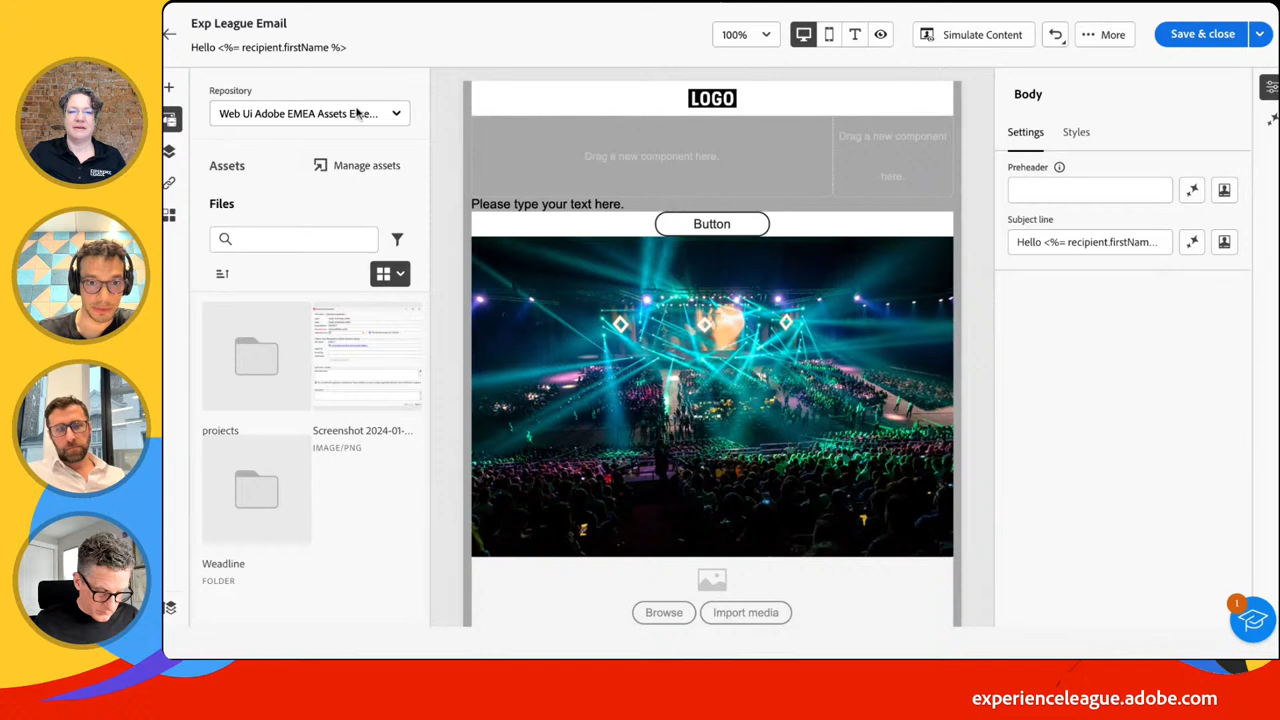 Exp League Email
Hello <%= recipient.firstName %>
100%
Simulate Content
More
Save & close
Repository
Web Ui Adobe EMEA Assets
Assets
Manage assets
Files
projects
Screenshot 2024-01-...
IMAGE/PNG
Weadline
FOLDER
LOGO
Drag a new component here.
Drag a new component
here.
Please type your text here.
Button
Browse
Import media
Body
Settings
Styles
Preheader
Subject line
Hello <%= recipient.firstNam...
1
EXPERIENCE
LEAGUE
experienceleague.adobe.com